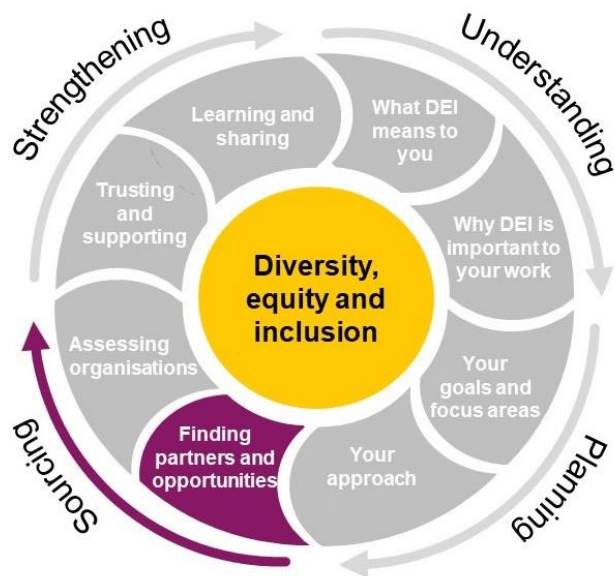 Strengthening
Understanding
Learning and
sharing
What DEI
means to
you
Trusting
and
supporting
Why DEI is
important to
your work
Diversity,
equity and
inclusion
Assessing
organisations
Your
goals and
focus areas
Finding
partners and
opportunities
Your
approach
Sourcing
Planning